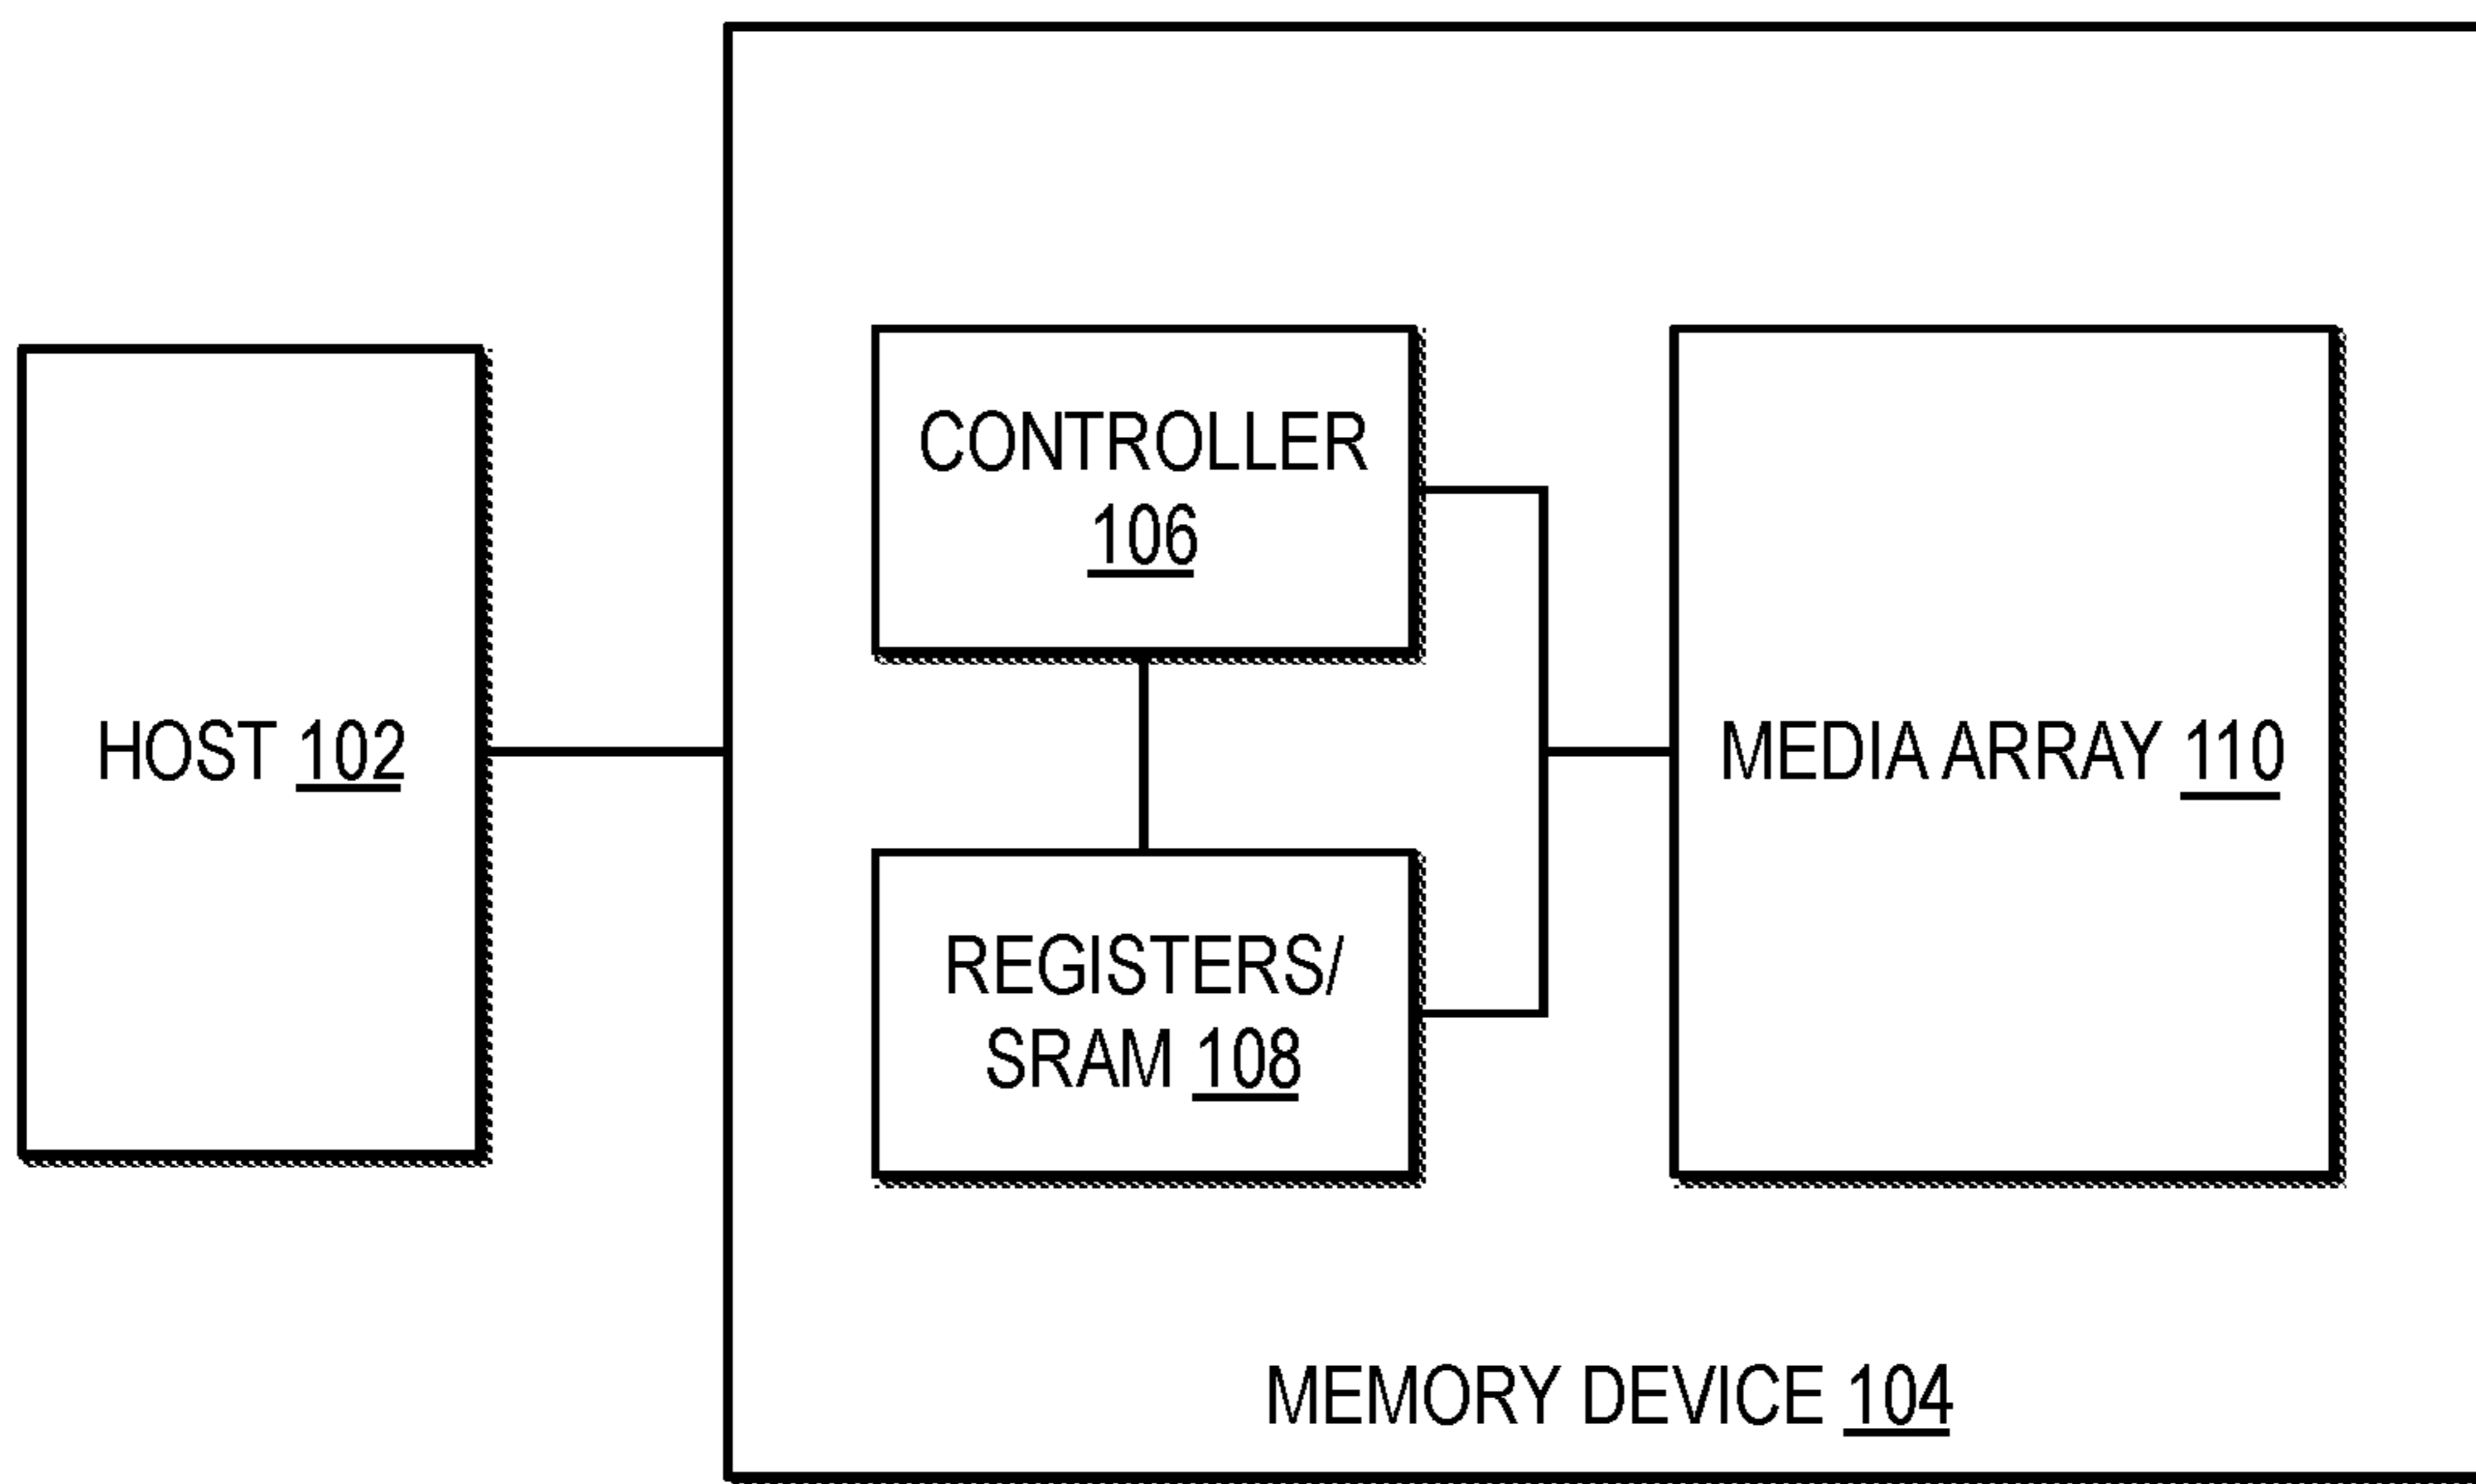 CONTROLLER
106
HOST 102
MEDIA ARRAY 110
REGISTERS/
SRAM 108
MEMORY DEVICE 104